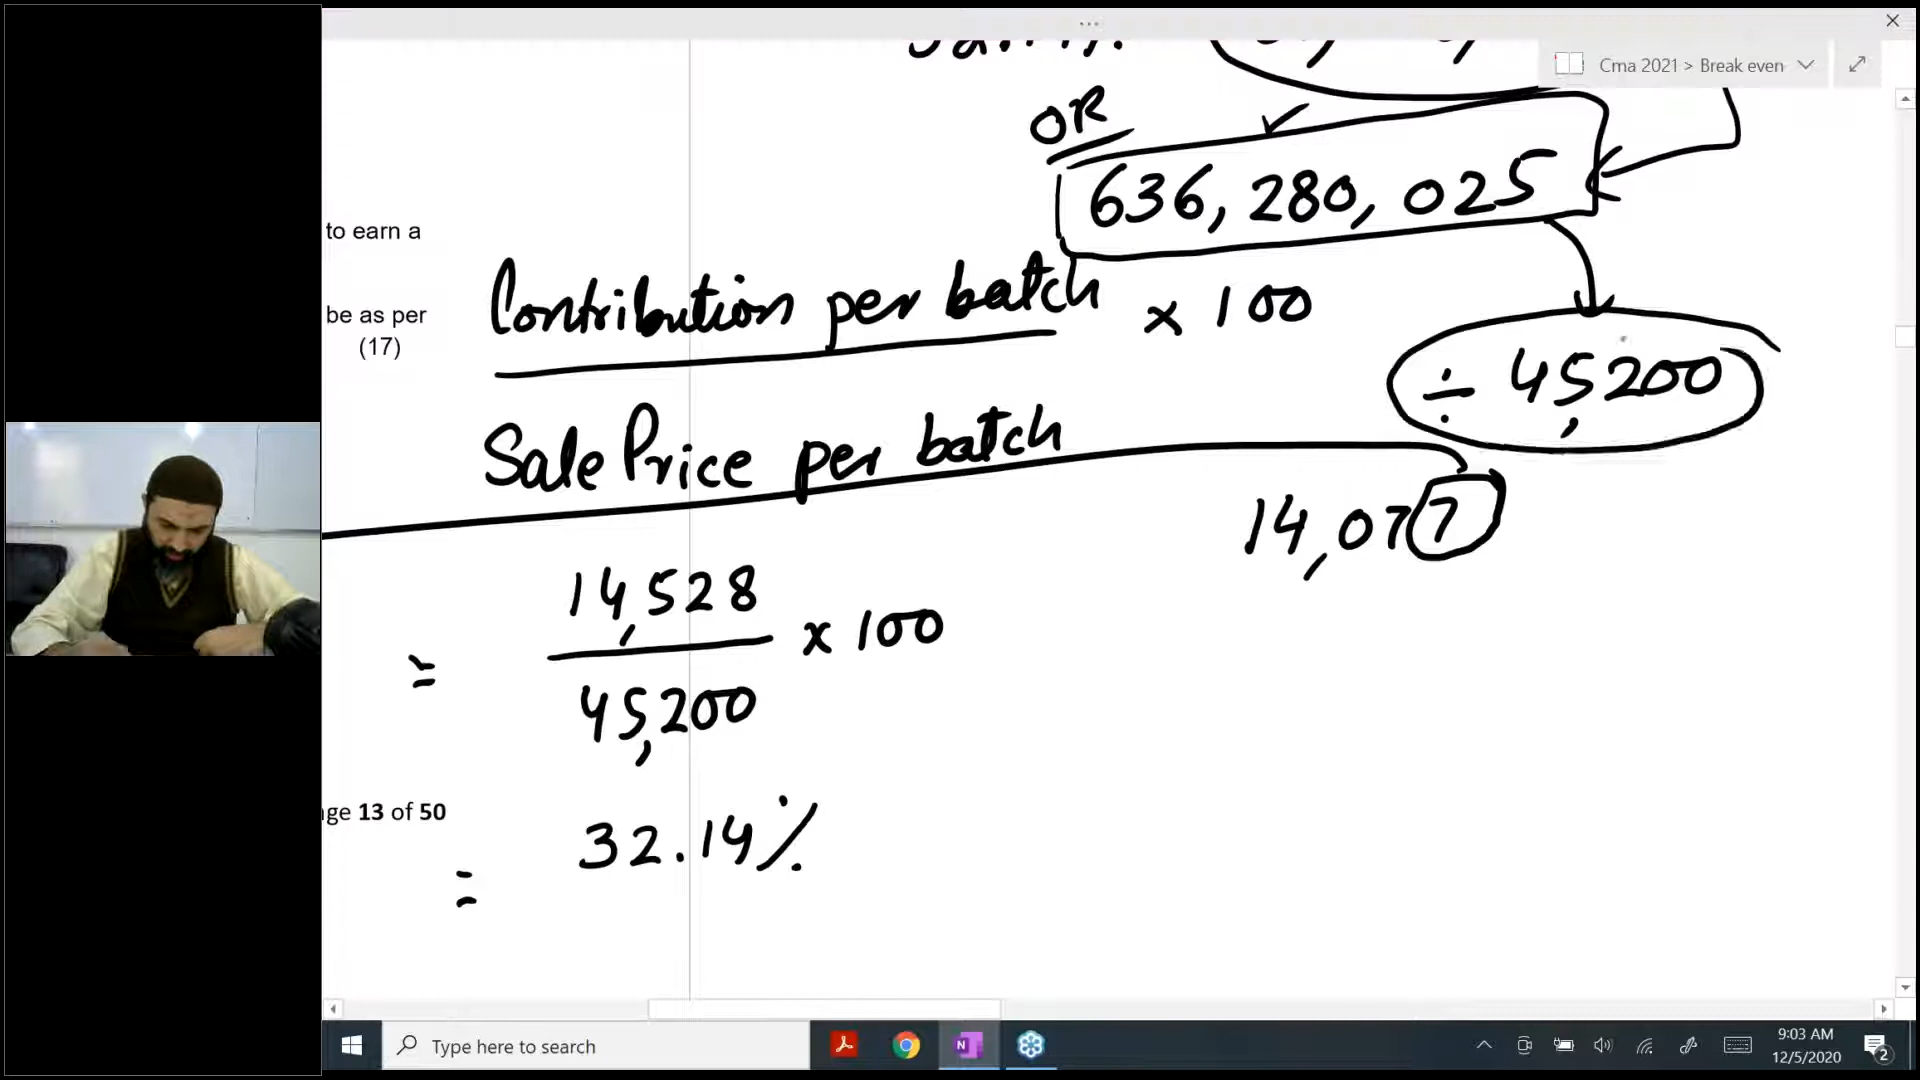 Cma 2021 > Break even
OR
636,280,025
to earn a
Contribution per batch × 100
be as per
(17)
÷ 45,200
Sale Price per batch
14,077
14,528
× 100
=
45,200
ge 13 of 50
= 32.14%
Type here to search
N
9:03 AM
12/5/2020
2